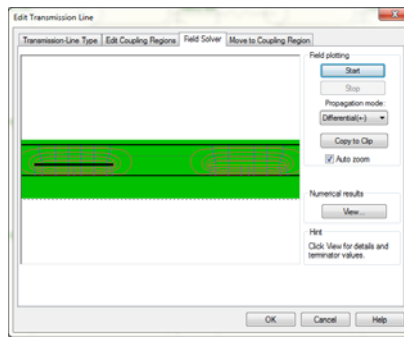 Edit Transmission Line
Transmission-Line Type
Edit Coupling Regions
Field Solver
Move to Coupling Region
Field plotting
Start
Stop
Propagation mode:
Differential(+-)
Copy to Clip
Auto zoom
Numerical results
View...
Hint
Click View for details and
terminator values.
OK
Cancel
Help